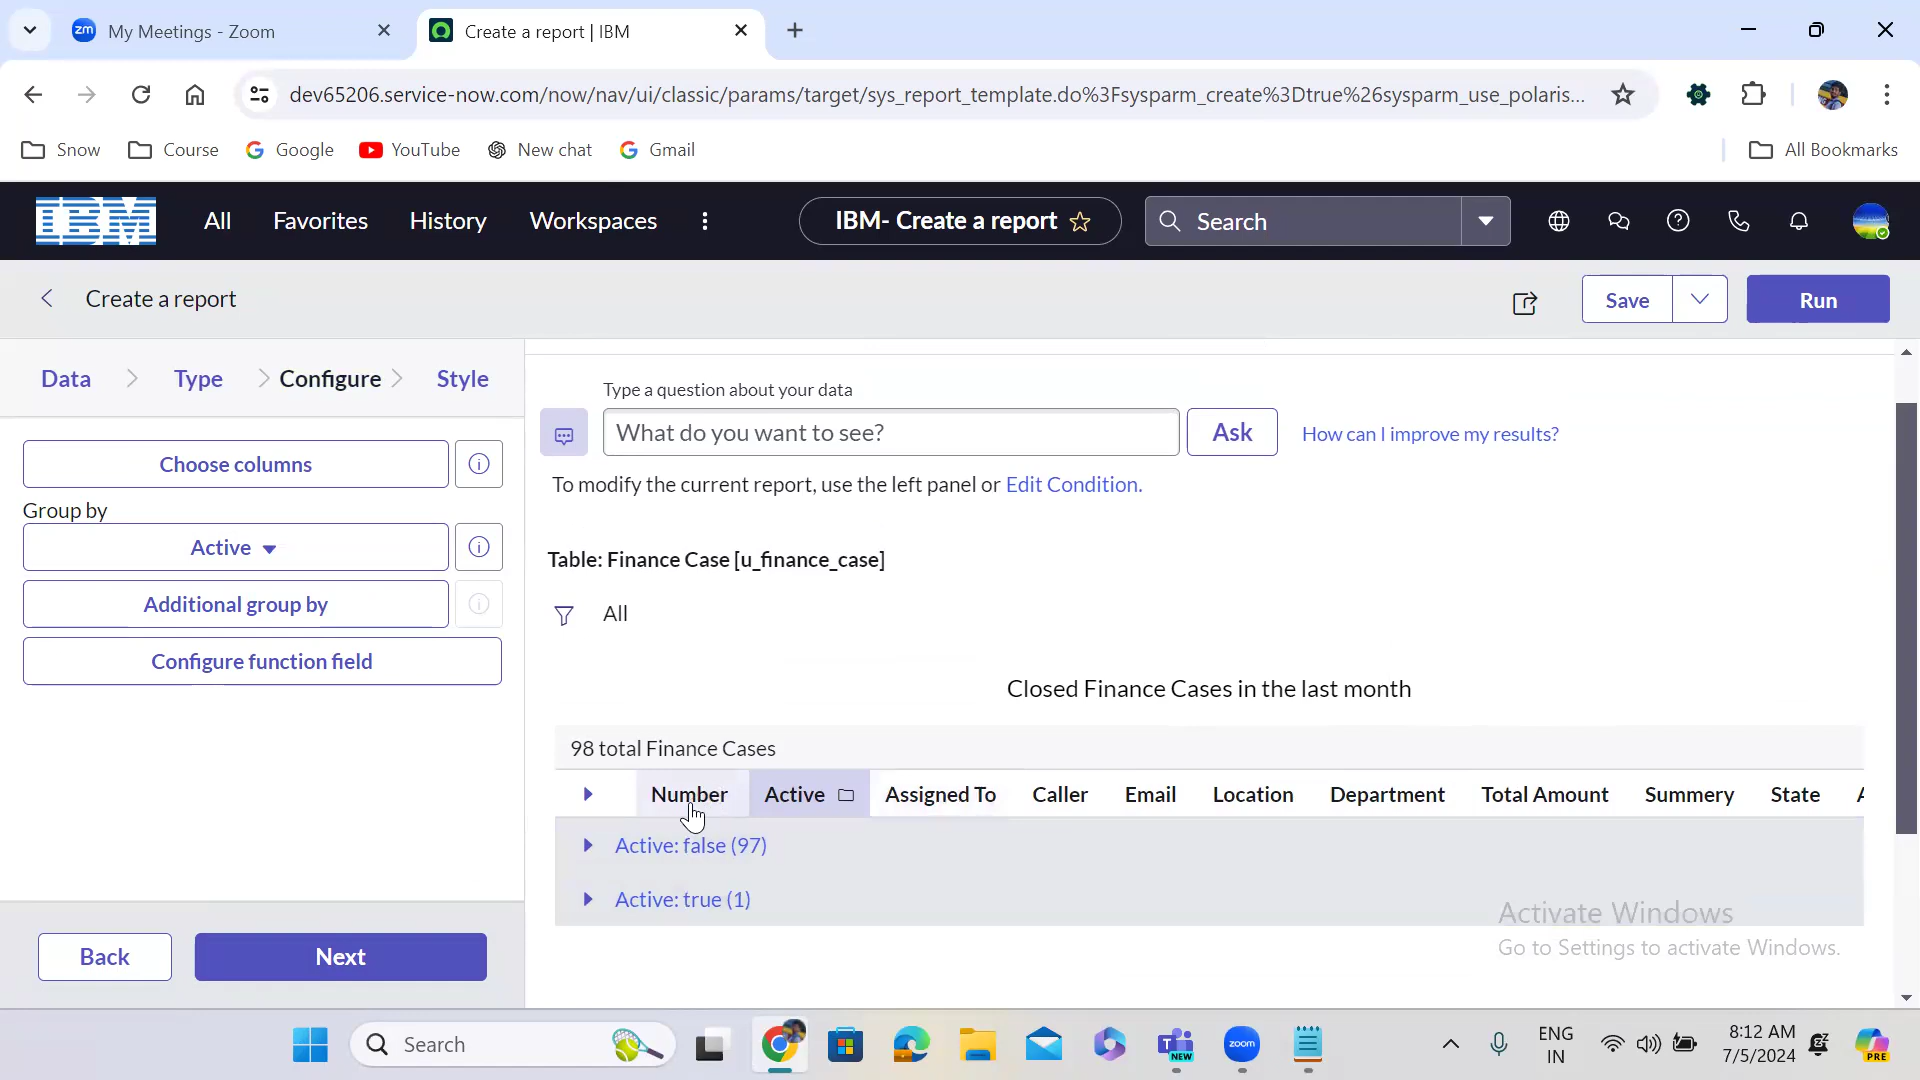 zm My Meetings - Zoom
Create a report | IBM
dev65206.service-now.com/now/nav/ui/classic/params/target/sys_report_template.do%3Fsysparm_create%3Dtrue%26sysparm_use_polaris...
Snow Course Google YouTube New chat Gmail All Bookmarks
IBM All Favorites History Workspaces IBM- Create a report Search
Create a report Save Run
Data Type Configure Style
Type a question about your data
What do you want to see? Ask How can I improve my results?
To modify the current report, use the left panel or Edit Condition.
Choose columns
Group by
Active
Additional group by
Configure function field
Table: Finance Case [u_finance_case]
All
Closed Finance Cases in the last month
98 total Finance Cases
Number Active Assigned To Caller Email Location Department Total Amount Summery State
Active: false (97)
Active: true (1)
Activate Windows
Go to Settings to activate Windows.
Back Next
Search NEW zoom ENG IN 8:12 AM 7/5/2024 PRE